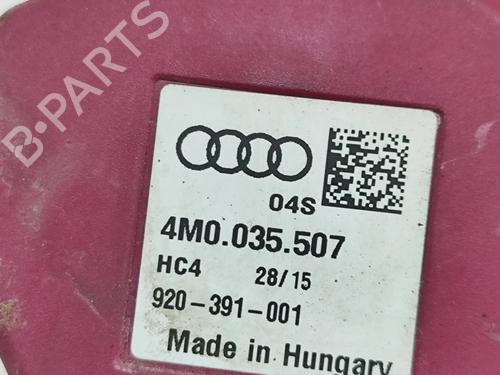 B-PARTS
04S
4M0.035.507
HC4 28/15
920-391-001
Made in Hungary